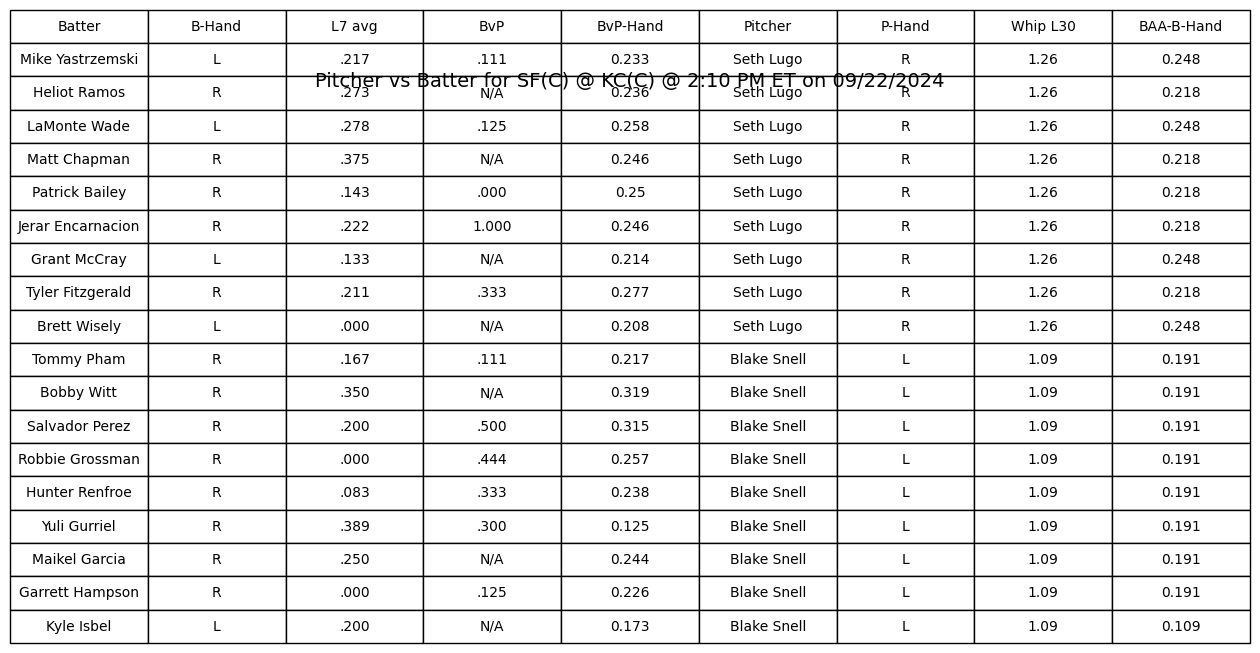 Batter B-Hand L7 avg BvP BvP-Hand Pitcher P-Hand Whip L30 BAA-B-Hand
Mike Yastrzemski L .217 .111 0.233 Seth Lugo R 1.26 0.248
Pitcher vs Batter for SF(C) @ KC(C) @ 2:10 PM ET on 09/22/2024
Heliot Ramos R .273 N/A 0.236 Seth Lugo R 1.26 0.218
LaMonte Wade L .278 .125 0.258 Seth Lugo R 1.26 0.248
Matt Chapman R .375 N/A 0.246 Seth Lugo R 1.26 0.218
Patrick Bailey R .143 .000 0.25 Seth Lugo R 1.26 0.218
Jerar Encarnacion R .222 1.000 0.246 Seth Lugo R 1.26 0.218
Grant McCray L .133 N/A 0.214 Seth Lugo R 1.26 0.248
Tyler Fitzgerald R .211 .333 0.277 Seth Lugo R 1.26 0.218
Brett Wisely L .000 N/A 0.208 Seth Lugo R 1.26 0.248
Tommy Pham R .167 .111 0.217 Blake Snell L 1.09 0.191
Bobby Witt R .350 N/A 0.319 Blake Snell L 1.09 0.191
Salvador Perez R .200 .500 0.315 Blake Snell L 1.09 0.191
Robbie Grossman R .000 .444 0.257 Blake Snell L 1.09 0.191
Hunter Renfroe R .083 .333 0.238 Blake Snell L 1.09 0.191
Yuli Gurriel R .389 .300 0.125 Blake Snell L 1.09 0.191
Maikel Garcia R .250 N/A 0.244 Blake Snell L 1.09 0.191
Garrett Hampson R .000 .125 0.226 Blake Snell L 1.09 0.191
Kyle Isbel L .200 N/A 0.173 Blake Snell L 1.09 0.109